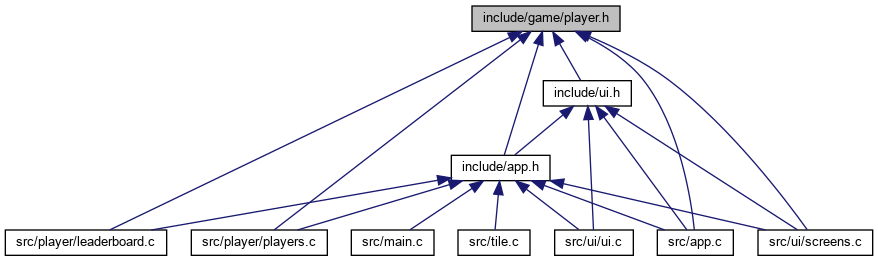 include/game/player.h
include/ui.h
include/app.h
src/player/leaderboard.c
src/player/players.c
src/main.c
src/tile.c
src/ui/ui.c
src/app.c
src/ui/screens.c